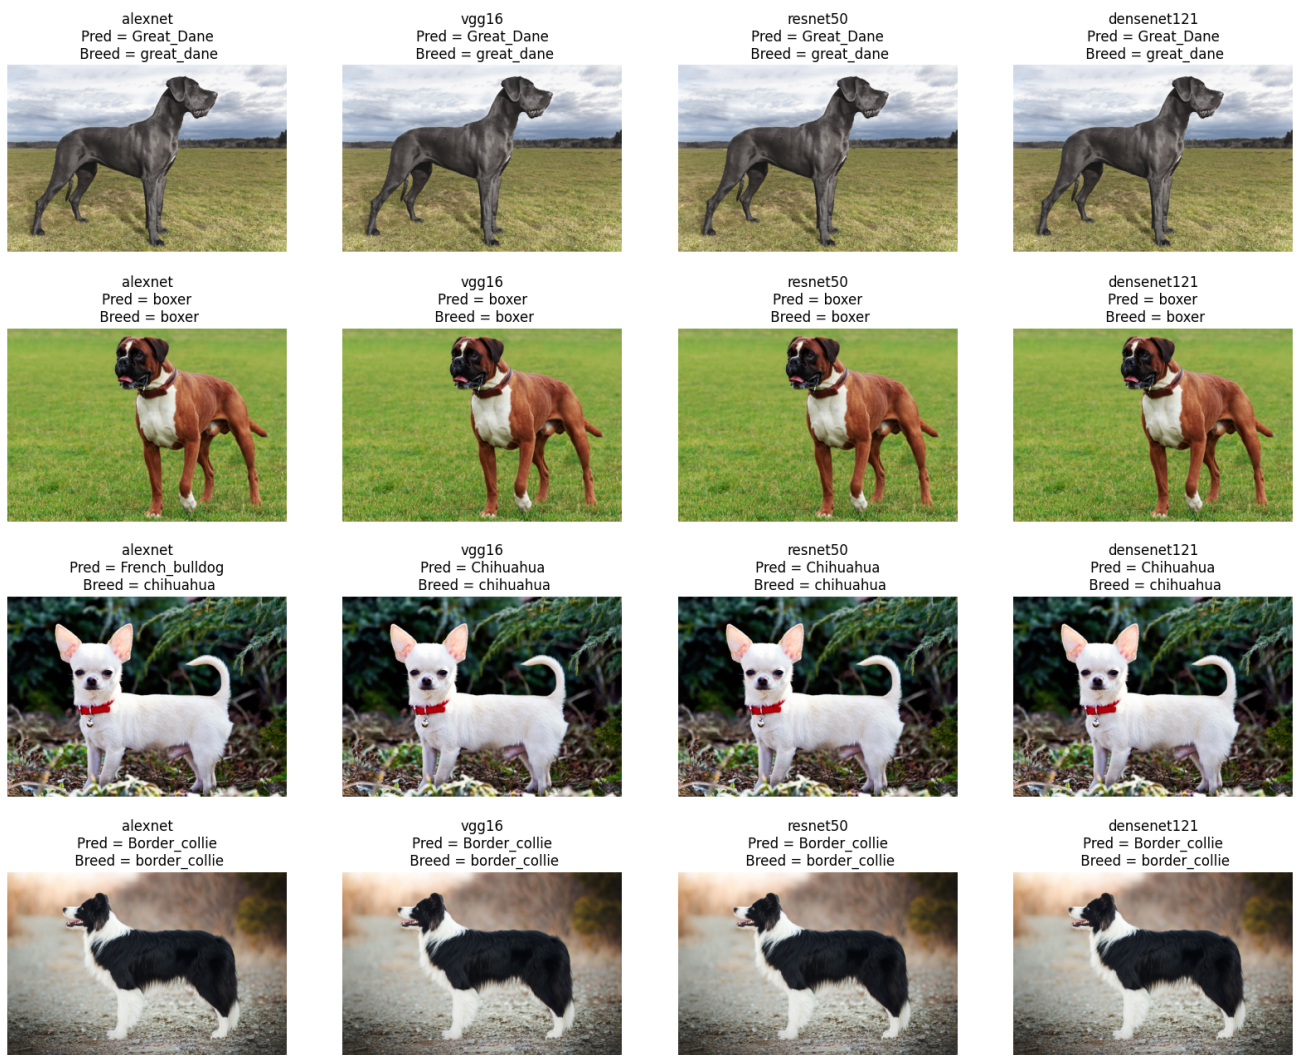 alexnet
Pred = Great_Dane
Breed = great_dane
vgg16
Pred = Great_Dane
Breed = great_dane
resnet50
Pred = Great_Dane
Breed = great_dane
densenet121
Pred = Great_Dane
Breed = great_dane
alexnet
Pred = boxer
Breed = boxer
vgg16
Pred = boxer
Breed = boxer
resnet50
Pred = boxer
Breed = boxer
densenet121
Pred = boxer
Breed = boxer
alexnet
Pred = French_bulldog
Breed = chihuahua
vgg16
Pred = Chihuahua
Breed = chihuahua
resnet50
Pred = Chihuahua
Breed = chihuahua
densenet121
Pred = Chihuahua
Breed = chihuahua
alexnet
Pred = Border_collie
Breed = border_collie
vgg16
Pred = Border_collie
Breed = border_collie
resnet50
Pred = Border_collie
Breed = border_collie
densenet121
Pred = Border_collie
Breed = border_collie